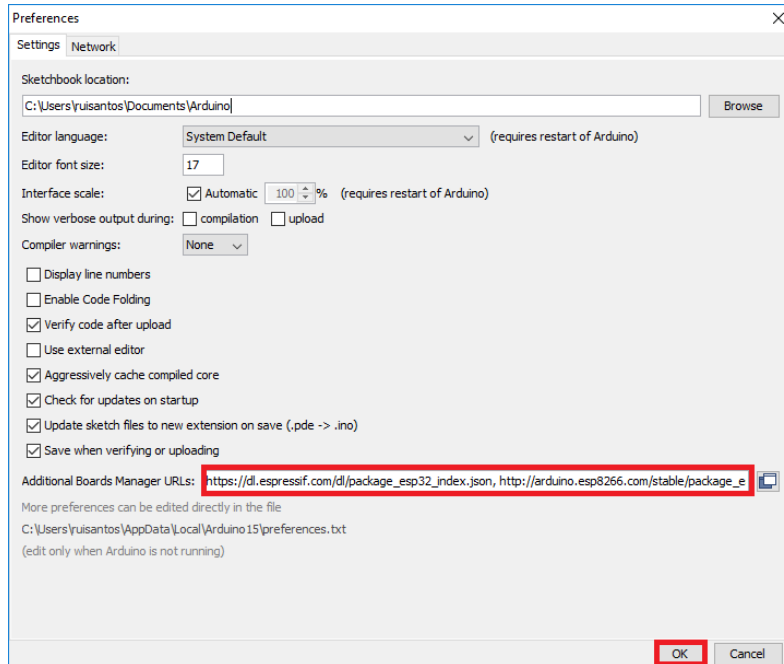 Preferences
Settings Network
Sketchbook location:
C:\Users\ruisantos\Documents\Arduino Browse
Editor language: System Default (requires restart of Arduino)
Editor font size: 17
Interface scale: Automatic 100 % (requires restart of Arduino)
Show verbose output during: compilation upload
Compiler warnings: None
Display line numbers
Enable Code Folding
Verify code after upload
Use external editor
Aggressively cache compiled core
Check for updates on startup
Update sketch files to new extension on save (.pde -> .ino)
Save when verifying or uploading
Additional Boards Manager URLs: https://dl.espressif.com/dl/package_esp32_index.json, http://arduino.esp8266.com/stable/package_e
More preferences can be edited directly in the file
C:\Users\ruisantos\AppData\Local\Arduino15\preferences.txt
(edit only when Arduino is not running)
OK Cancel